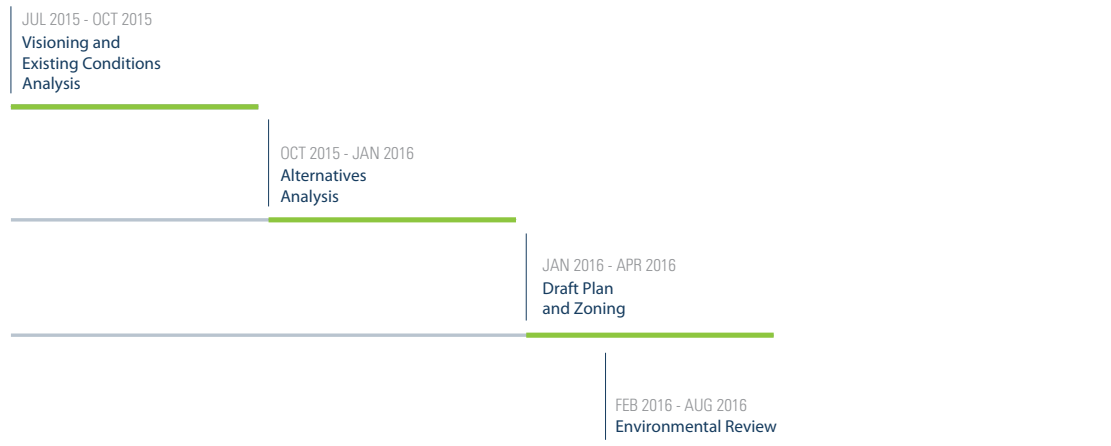 JUL 2015 - OCT 2015
Visioning and
Existing Conditions
Analysis
OCT 2015 - JAN 2016
Alternatives
Analysis
JAN 2016 - APR 2016
Draft Plan
and Zoning
FEB 2016 - AUG 2016
Environmental Review